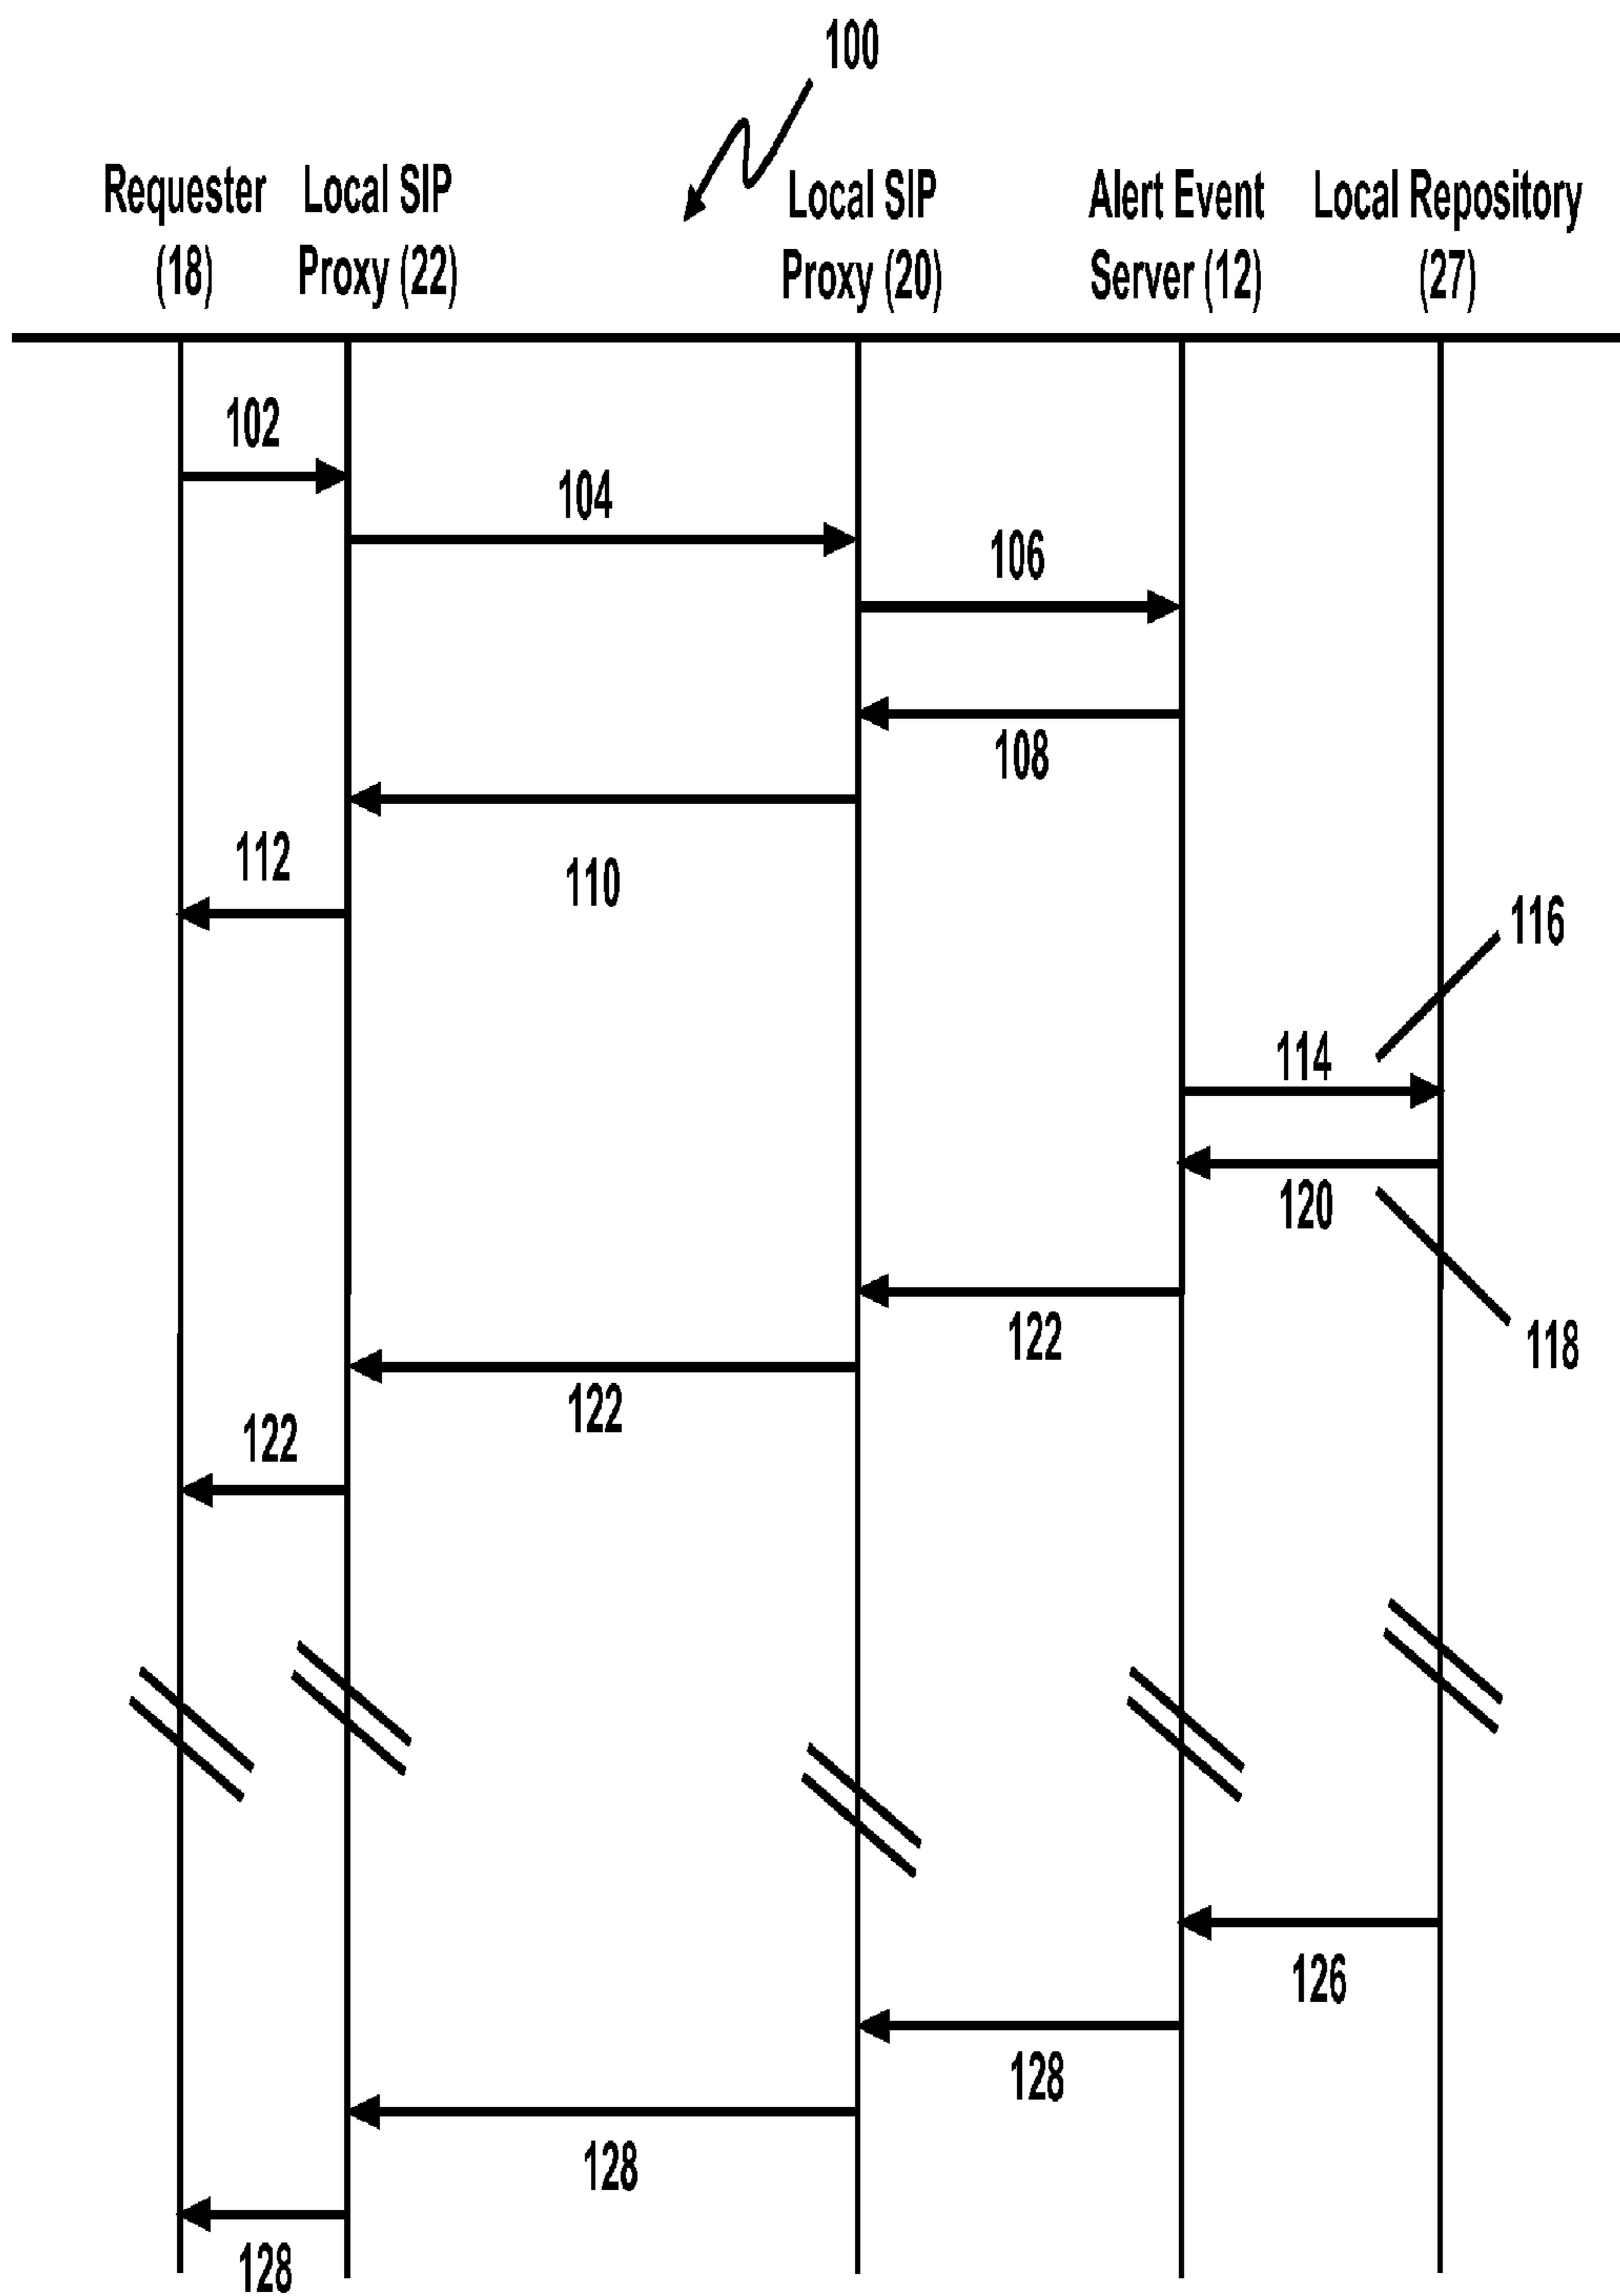 100
Requester
(18)
Local SIP
Proxy (22)
Local SIP
Proxy (20)
Alert Event
Server (12)
Local Repository
(27)
102
104
106
108
112
110
116
114
120
122
118
122
122
126
128
128
128